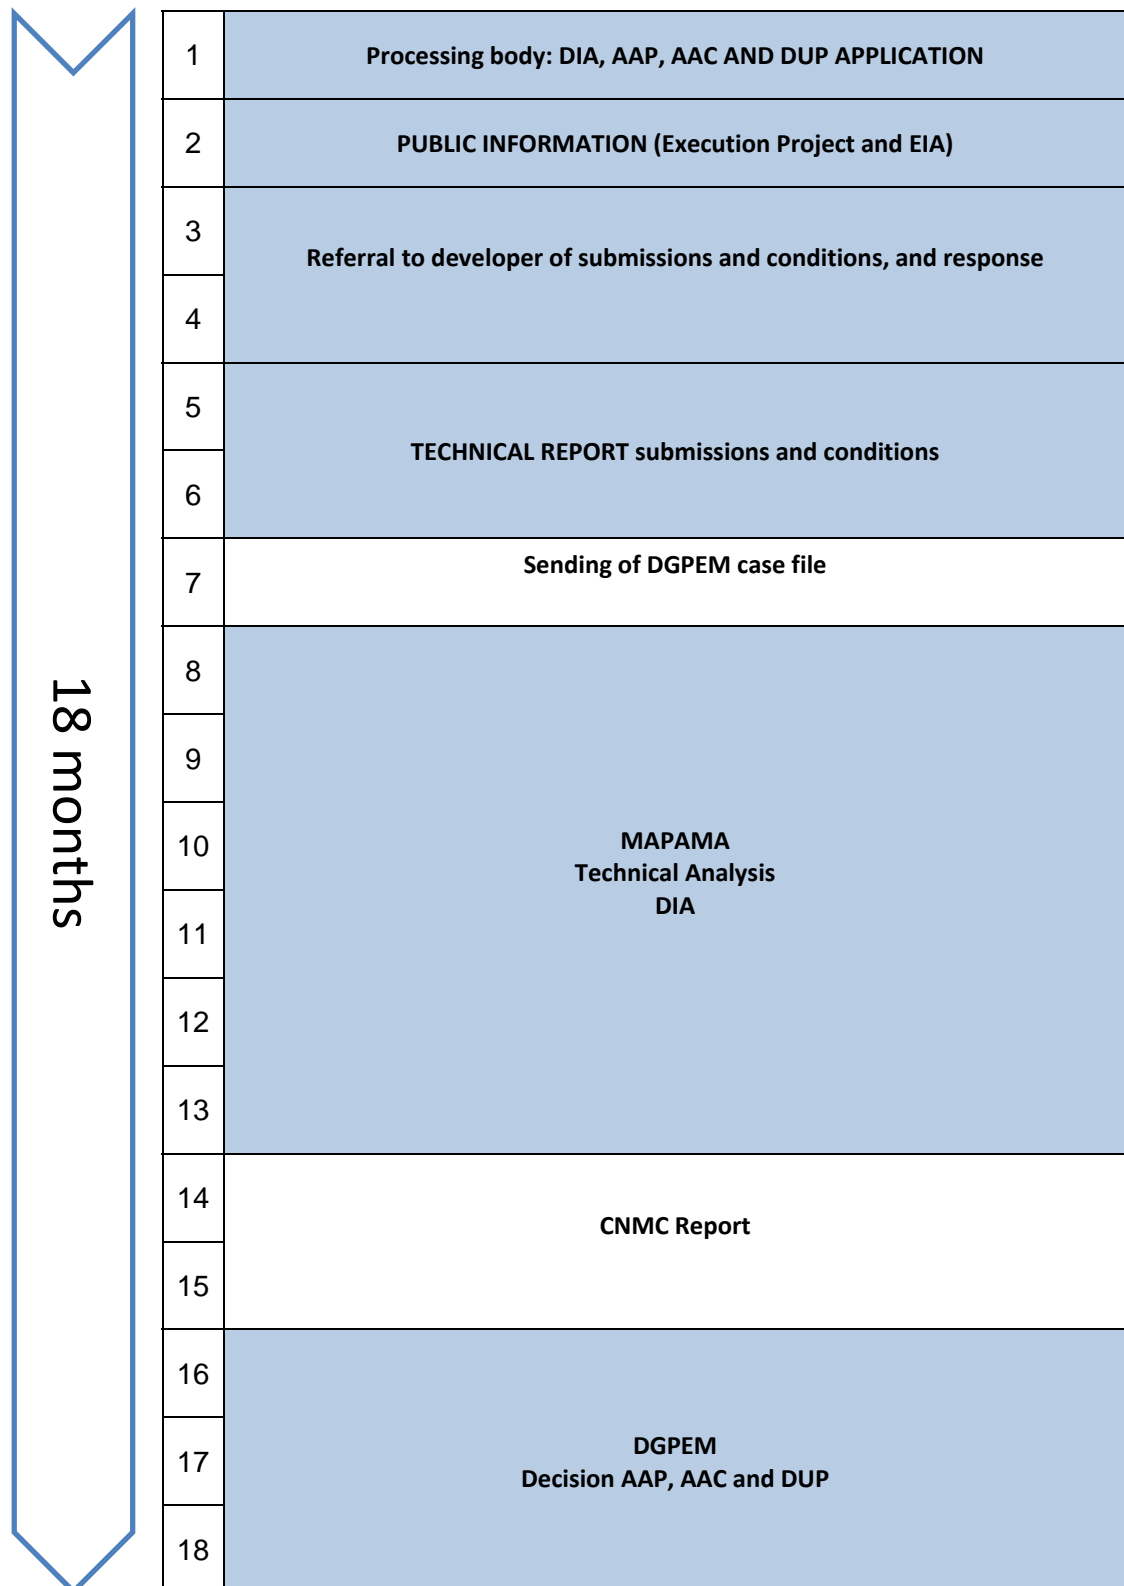 18 months
1
Processing body: DIA, AAP, AAC AND DUP APPLICATION
2
PUBLIC INFORMATION (Execution Project and EIA)
3
Referral to developer of submissions and conditions, and response
4
5
TECHNICAL REPORT submissions and conditions
6
7
Sending of DGPEM case file
8
9
10
MAPAMA
Technical Analysis
DIA
11
12
13
14
CNMC Report
15
16
17
DGPEM
Decision AAP, AAC and DUP
18